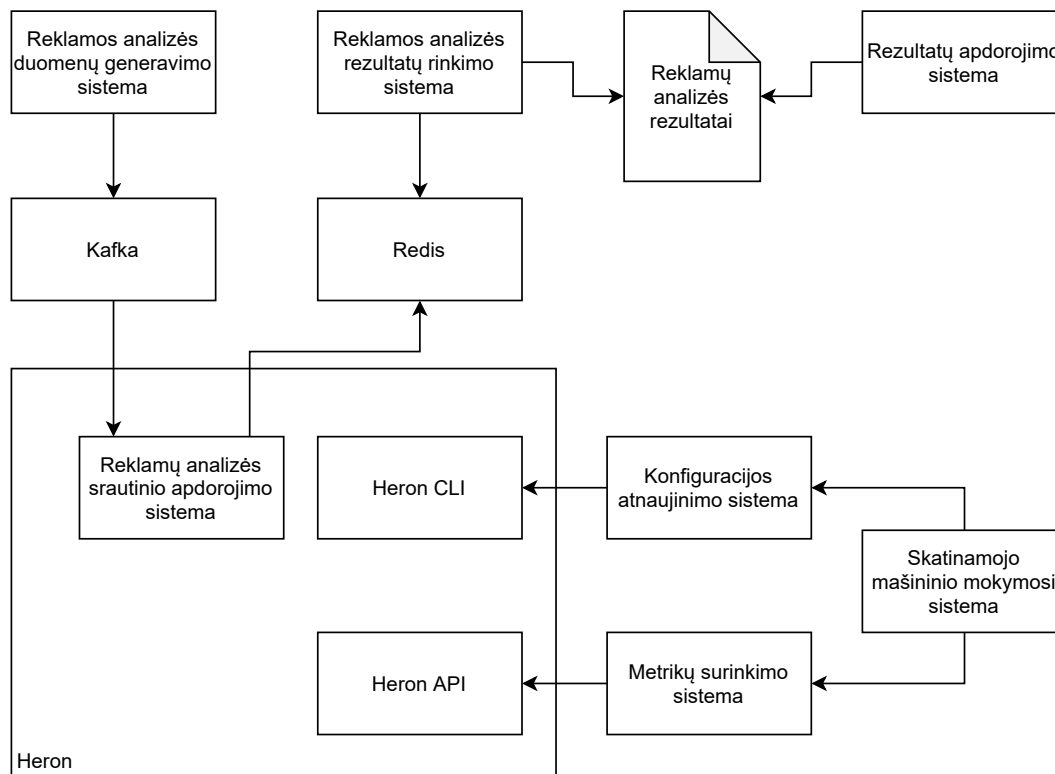 Reklamos analizės
duomenų generavimo
sistema
Reklamos analizės
rezultatų rinkimo
sistema
Reklamų
analizės
rezultatai
Rezultatų apdorojimo
sistema
Kafka
Redis
Reklamų analizės
srautinio apdorojimo
sistema
Heron CLI
Konfiguracijos
atnaujinimo sistema
Skatinamojo
mašininio mokymosi
sistema
Heron API
Metrikų surinkimo
sistema
Heron